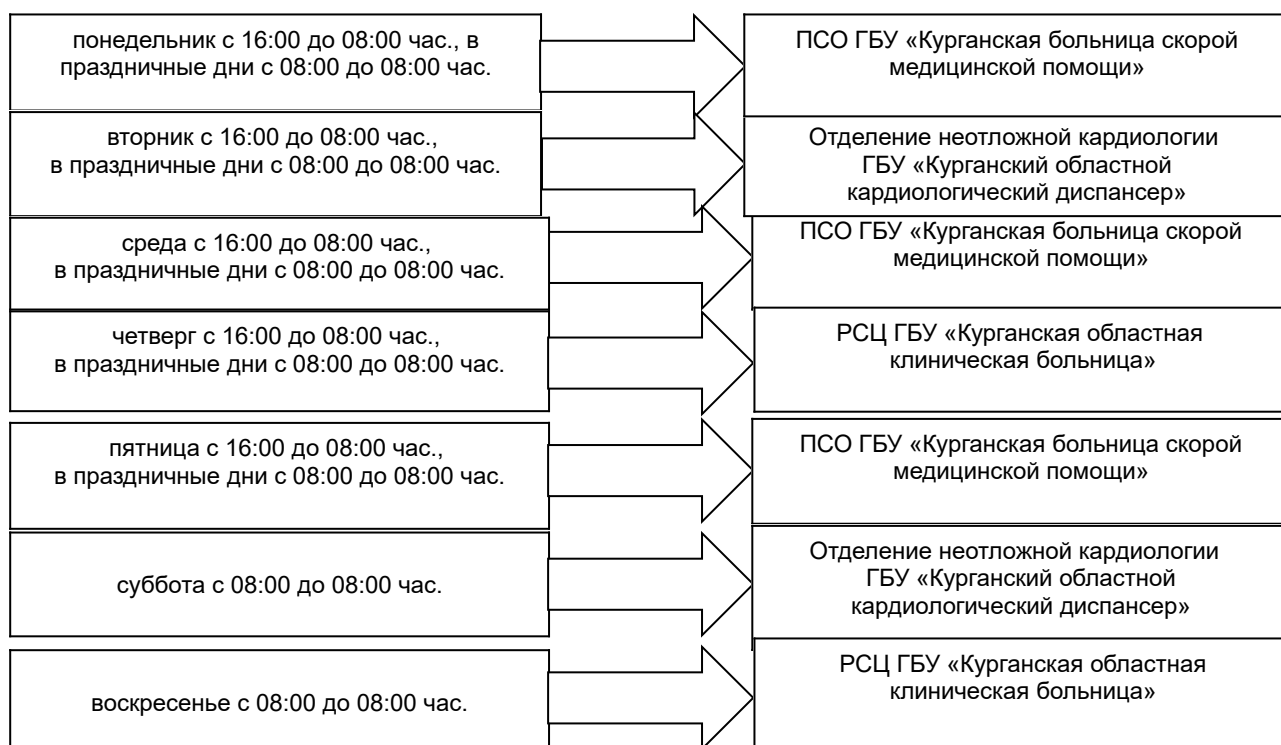 понедельник с 16:00 до 08:00 час., в
праздничные дни с 08:00 до 08:00 час.
ПСО ГБУ «Курганская больница скорой
медицинской помощи»
вторник с 16:00 до 08:00 час.,
в праздничные дни с 08:00 до 08:00 час.
Отделение неотложной кардиологии
ГБУ «Курганский областной
кардиологический диспансер»
среда с 16:00 до 08:00 час.,
в праздничные дни с 08:00 до 08:00 час.
ПСО ГБУ «Курганская больница скорой
медицинской помощи»
четверг с 16:00 до 08:00 час.,
в праздничные дни с 08:00 до 08:00 час.
РСЦ ГБУ «Курганская областная
клиническая больница»
пятница с 16:00 до 08:00 час.,
в праздничные дни с 08:00 до 08:00 час.
ПСО ГБУ «Курганская больница скорой
медицинской помощи»
суббота с 08:00 до 08:00 час.
Отделение неотложной кардиологии
ГБУ «Курганский областной
кардиологический диспансер»
воскресенье с 08:00 до 08:00 час.
РСЦ ГБУ «Курганская областная
клиническая больница»